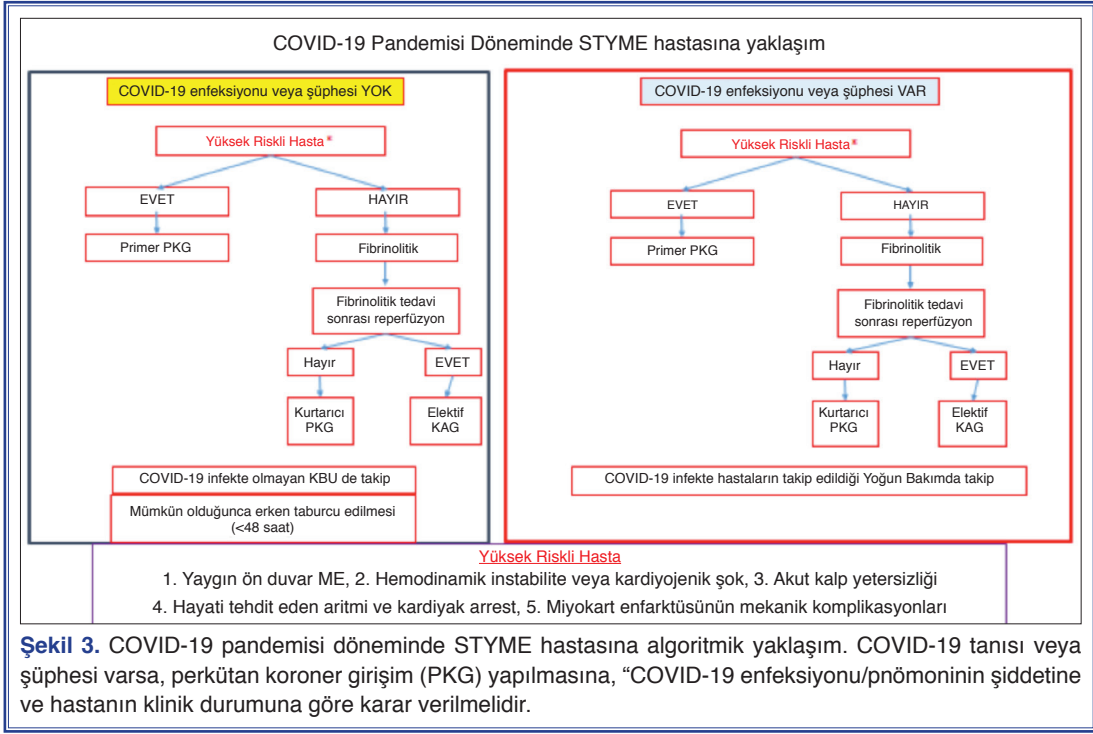 COVID-19 Pandemisi Döneminde STYME hastasına yaklaşım
COVID-19 enfeksiyonu veya şüphesi YOK
Yüksek Riskli Hasta*
EVET
HAYIR
Primer PKG
Fibrinolitik
Fibrinolitik tedavi
sonrası reperfüzyon
Hayır
EVET
Kurtarıcı
PKG
Elektif
KAG
COVID-19 infekte olmayan KBU de takip
Mümkün olduğunca erken taburcu edilmesi
(<48 saat)
COVID-19 enfeksiyonu veya şüphesi VAR
Yüksek Riskli Hasta*
EVET
HAYIR
Primer PKG
Fibrinolitik
Fibrinolitik tedavi
sonrası reperfüzyon
Hayır
EVET
Kurtarıcı
PKG
Elektif
KAG
COVID-19 infekte hastaların takip edildiği Yoğun Bakımda takip
Yüksek Riskli Hasta
1. Yaygın ön duvar ME, 2. Hemodinamik instabilite veya kardiyojenik şok, 3. Akut kalp yetersizliği
4. Hayati tehdit eden aritmi ve kardiyak arrest, 5. Miyokart enfarktüsünün mekanik komplikasyonları
Şekil 3. COVID-19 pandemisi döneminde STYME hastasına algoritmik yaklaşım. COVID-19 tanısı veya
şüphesi varsa, perkütan koroner girişim (PKG) yapılmasına, “COVID-19 enfeksiyonu/pnömoninin şiddetine
ve hastanın klinik durumuna göre karar verilmelidir.